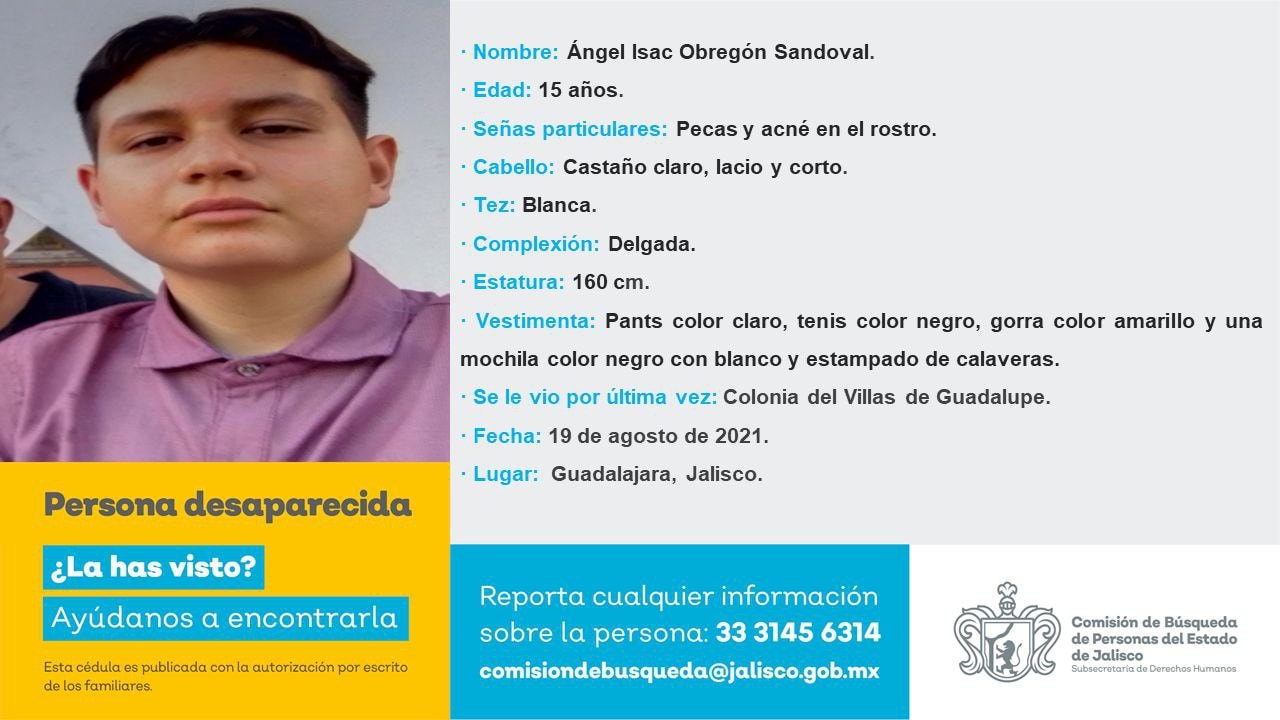 · Nombre: Ángel Isac Obregón Sandoval.
· Edad: 15 años.
· Señas particulares: Pecas y acné en el rostro.
· Cabello: Castaño claro, lacio y corto.
· Tez: Blanca.
· Complexión: Delgada.
· Estatura: 160 cm.
· Vestimenta: Pants color claro, tenis color negro, gorra color amarillo y una
mochila color negro con blanco y estampado de calaveras.
· Se le vio por última vez: Colonia del Villas de Guadalupe.
· Fecha: 19 de agosto de 2021.
· Lugar: Guadalajara, Jalisco.
Persona desaparecida
¿La has visto?
Ayúdanos a encontrarla
Esta cédula es publicada con la autorización por escrito
de los familiares.
Reporta cualquier información
sobre la persona: 33 3145 6314
comisiondebusqueda@jalisco.gob.mx
Comisión de Búsqueda
de Personas del Estado
de Jalisco
Subsecretaría de Derechos Humanos